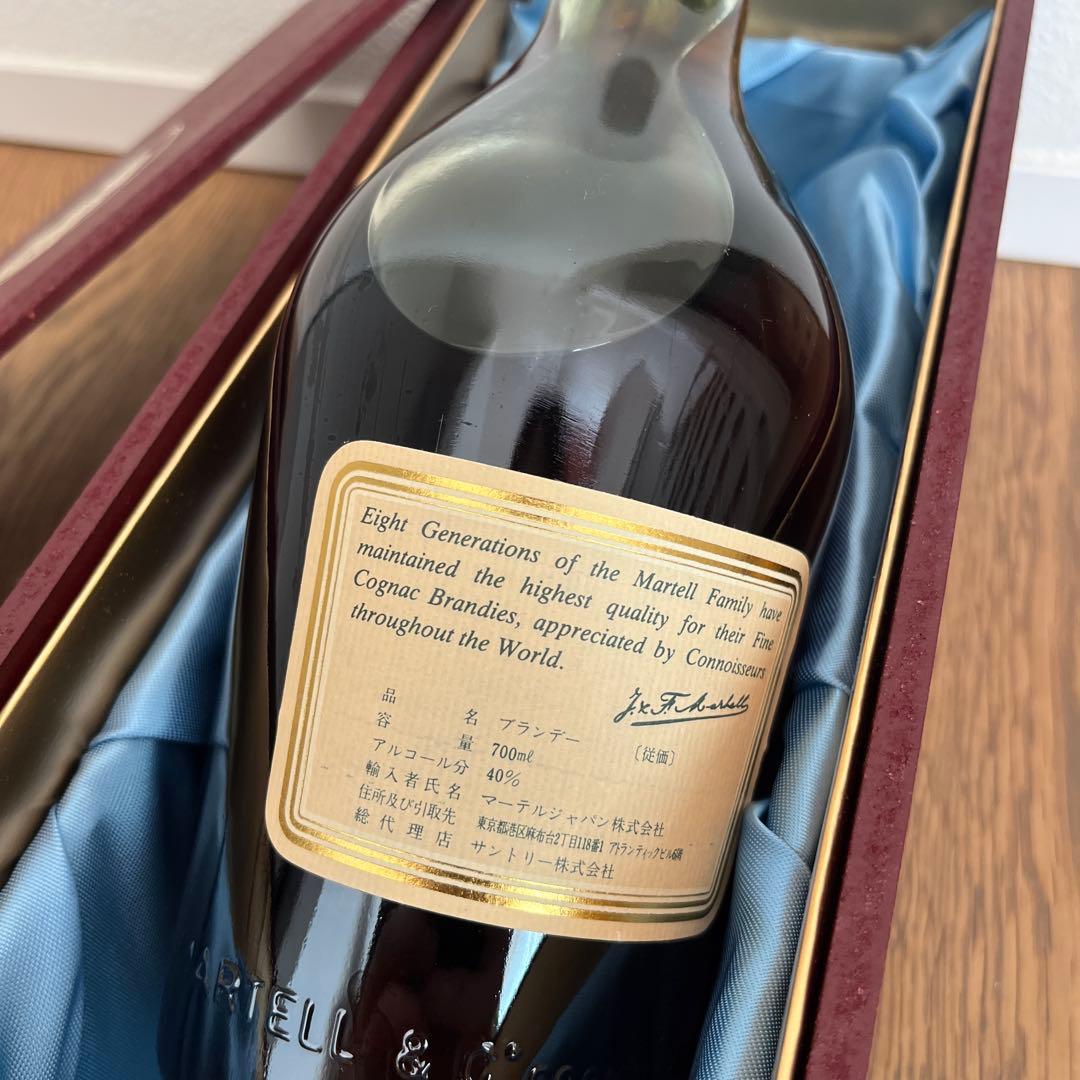 Eight Generations of the Martell Family have
maintained the highest quality for their Fine
Cognac Brandies, appreciated by Connoisseurs
throughout the World.
J. & F. Martell
品名 ブランデー 〔従価〕
容量 700ml
アルコール分 40%
輸入者氏名 マーテルジャパン株式会社
住所及び引取先 東京都港区麻布台2丁目118番1 アトランティックビル
総代理店 サントリー株式会社
MARTELL & Co